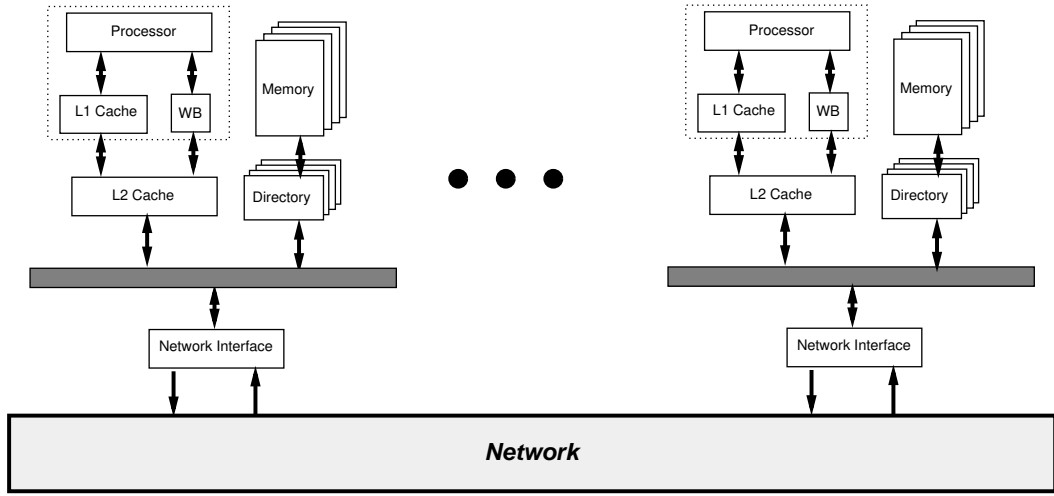 Processor
Memory
L1 Cache
WB
L2 Cache
Directory
Network Interface
Processor
Memory
L1 Cache
WB
L2 Cache
Directory
Network Interface
Network